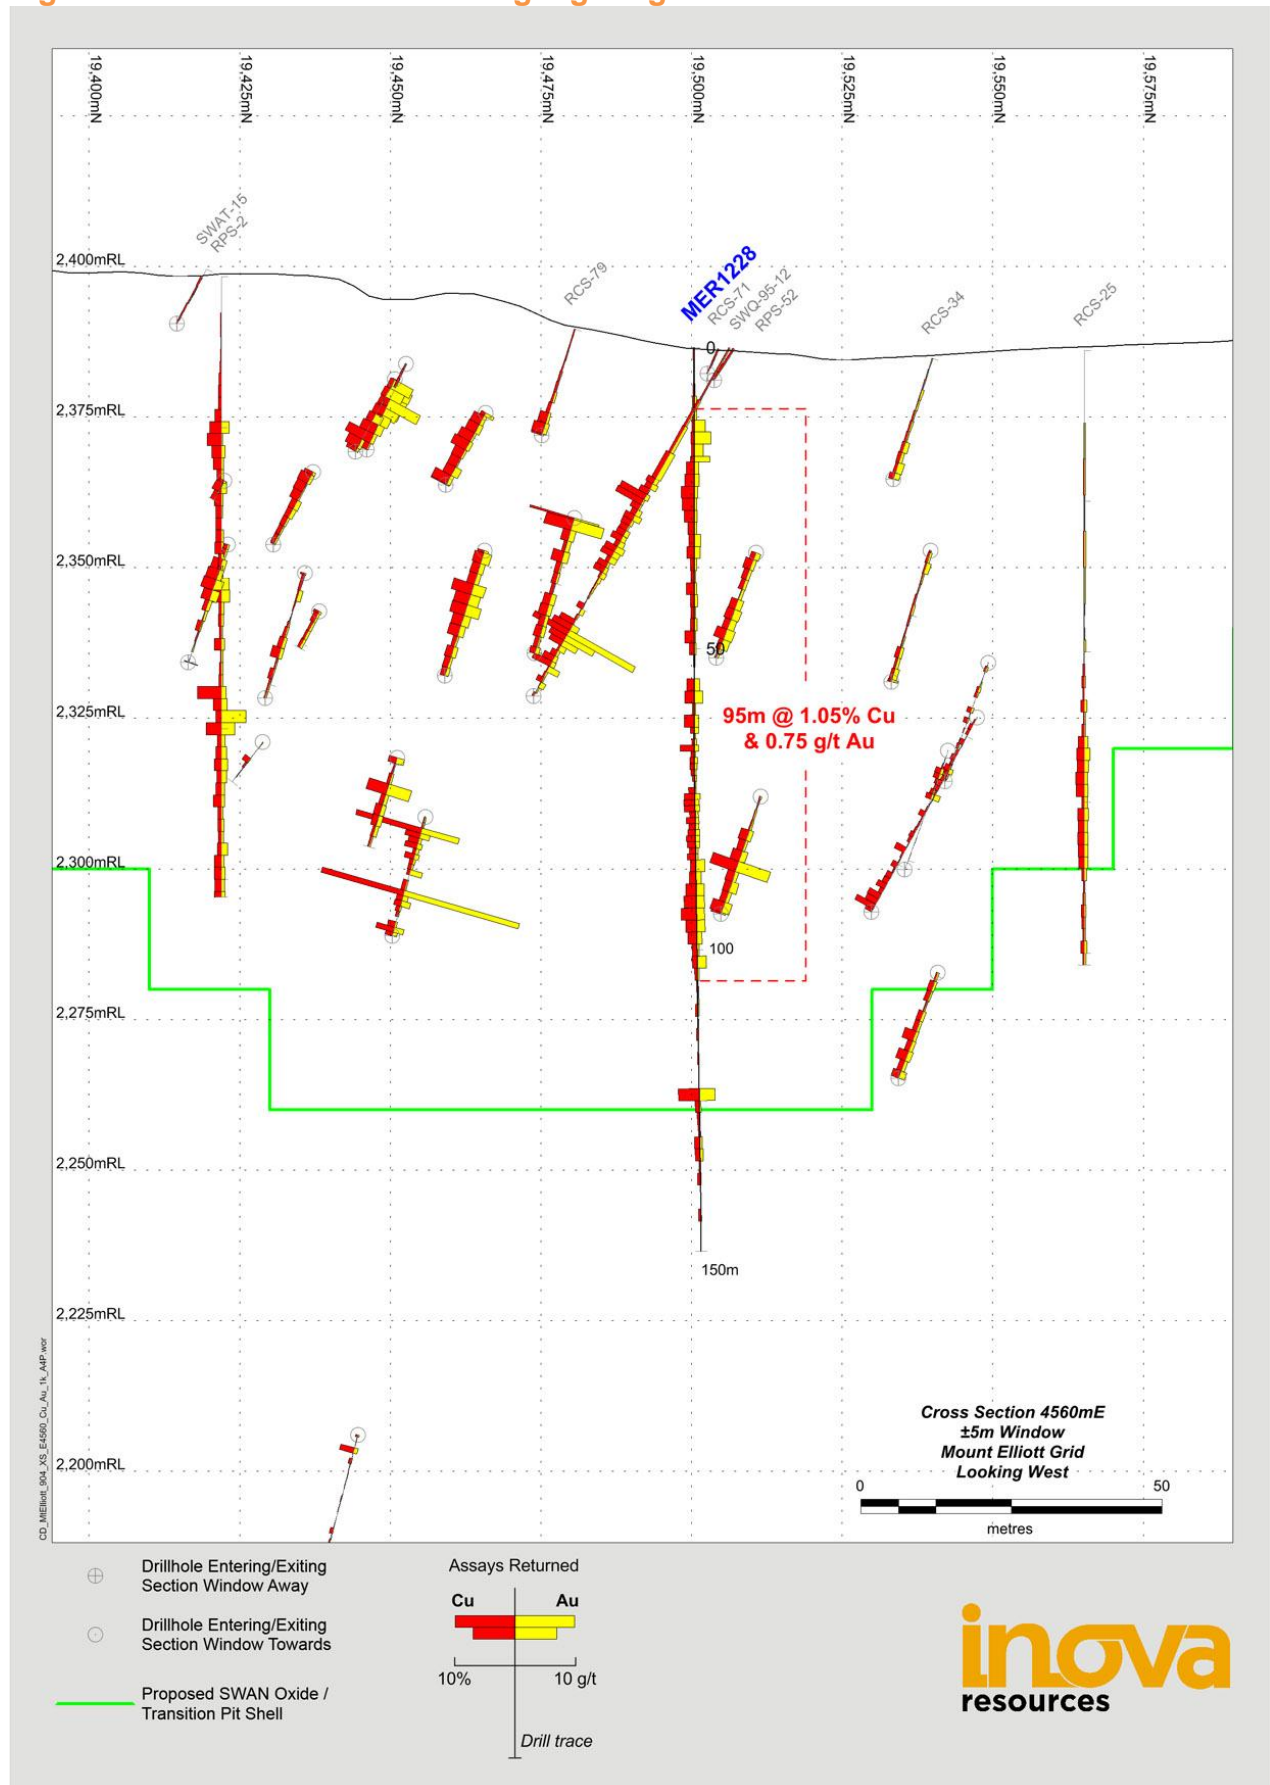 19,400mN
19,425mN
19,450mN
19,475mN
19,500mN
19,525mN
19,550mN
19,575mN
SWAT-15
RPS-2
2,400mRL
RCS-79
MER1228
RCS-71
SWQ-95-12
RPS-52
RCS-34
RCS-25
0
2,375mRL
2,350mRL
50
2,325mRL
95m @ 1.05% Cu
& 0.75 g/t Au
2,300mRL
100
2,275mRL
2,250mRL
150m
2,225mRL
2,200mRL
Cross Section 4560mE
±5m Window
Mount Elliott Grid
Looking West
0
50
metres
CD_MtElliott_904_XS_E4560_Cu_Au_1k_A4P.wor
Drillhole Entering/Exiting
Section Window Away
Drillhole Entering/Exiting
Section Window Towards
Proposed SWAN Oxide /
Transition Pit Shell
Assays Returned
Cu
Au
10%
10 g/t
Drill trace
inova
resources